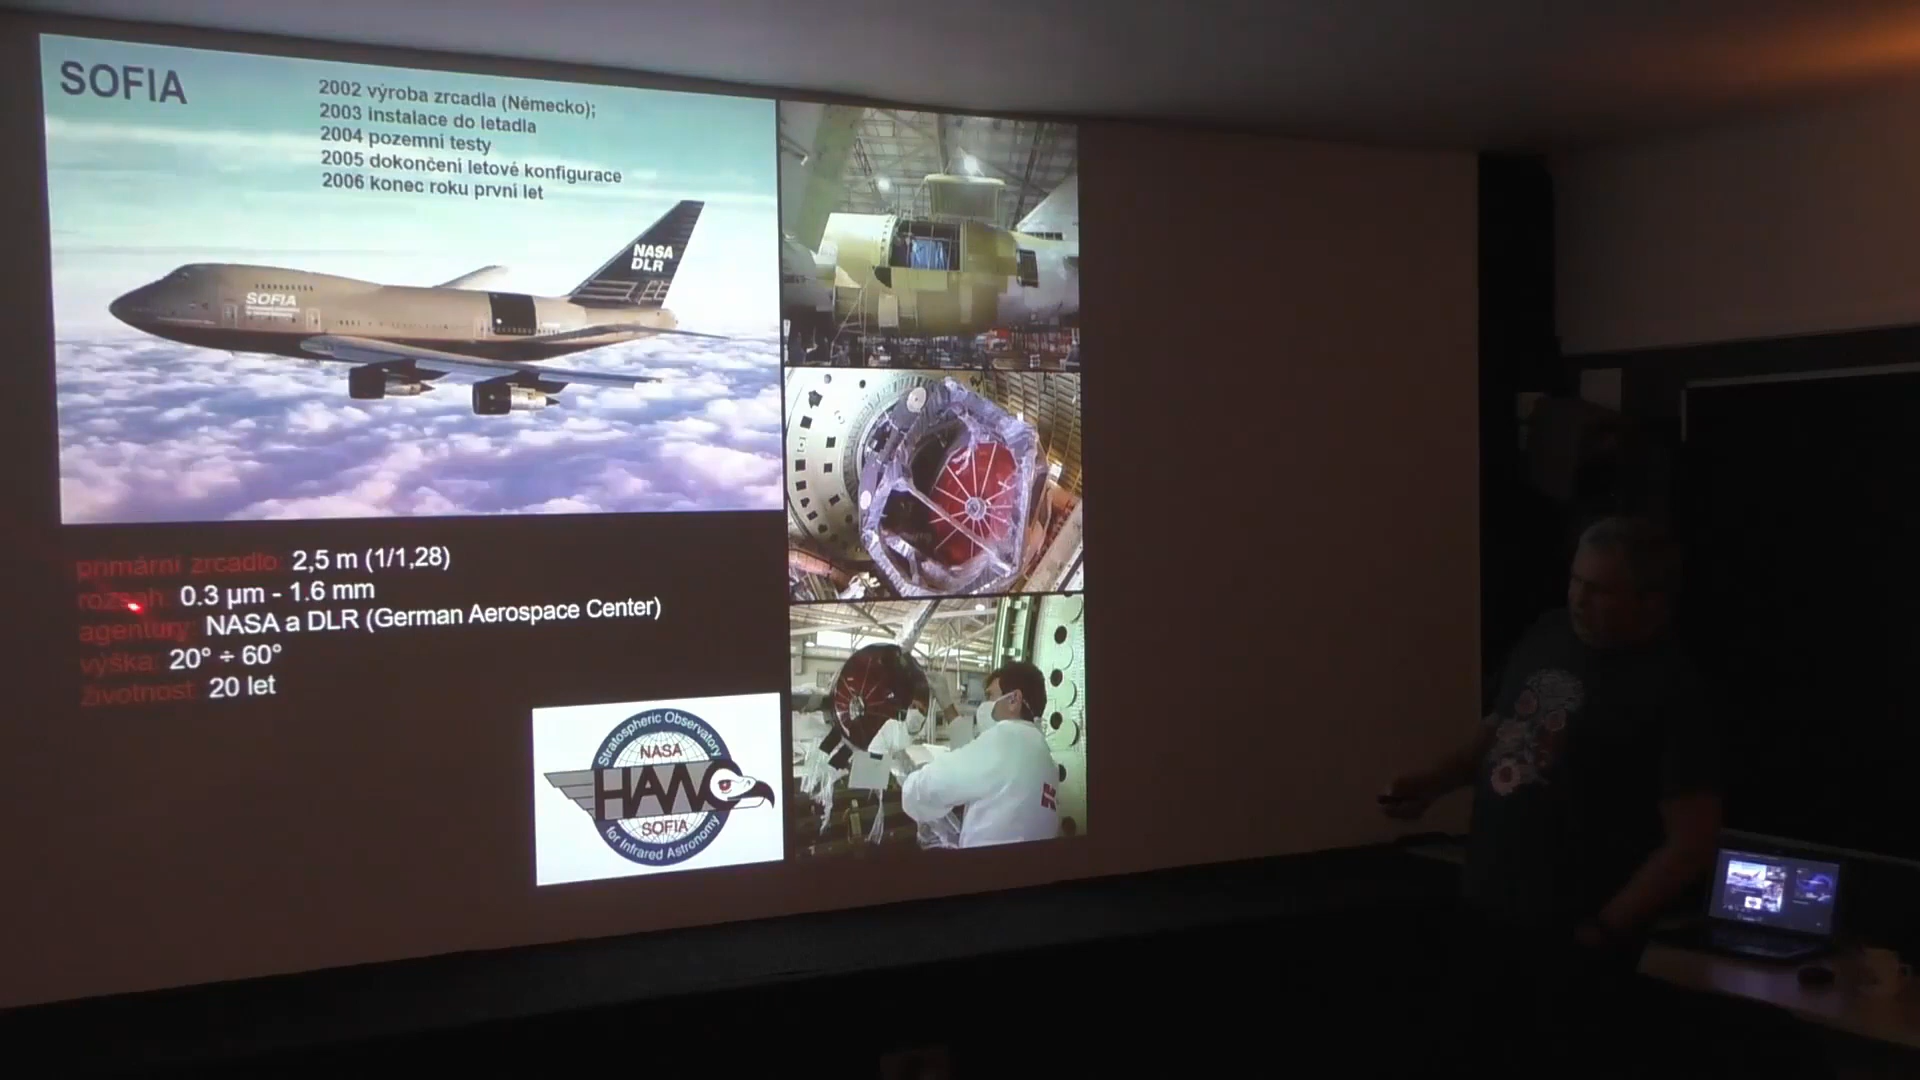 SOFIA
2002 výroba zrcadla (Německo);
2003 instalace do letadla
2004 pozemní testy
2005 dokončení letové konfigurace
2006 konec roku první let
NASA
DLR
SOFIA
primární zrcadlo: 2,5 m (1/1,28)
rozsah: 0.3 µm - 1.6 mm
agentury: NASA a DLR (German Aerospace Center)
výška: 20° ÷ 60°
životnost: 20 let
Stratospheric Observatory
NASA
HAWC
SOFIA
for Infrared Astronomy